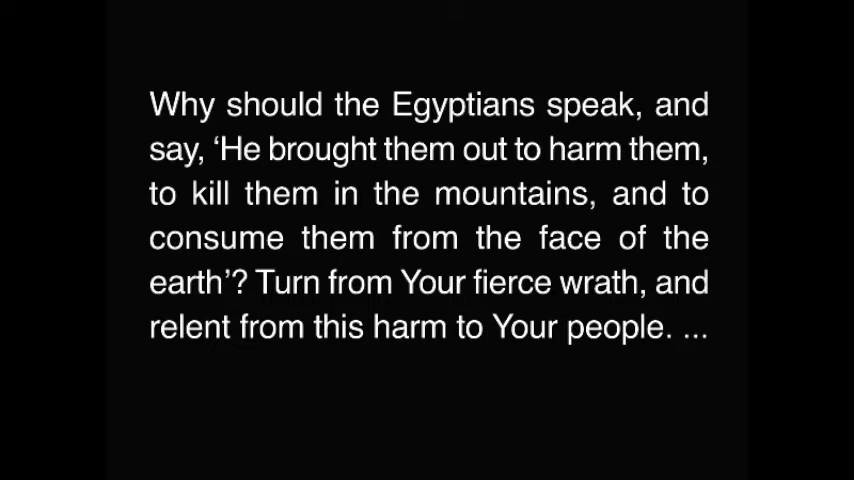 Why should the Egyptians speak, and
say, ‘He brought them out to harm them,
to kill them in the mountains, and to
consume them from the face of the
earth’? Turn from Your fierce wrath, and
relent from this harm to Your people. ...